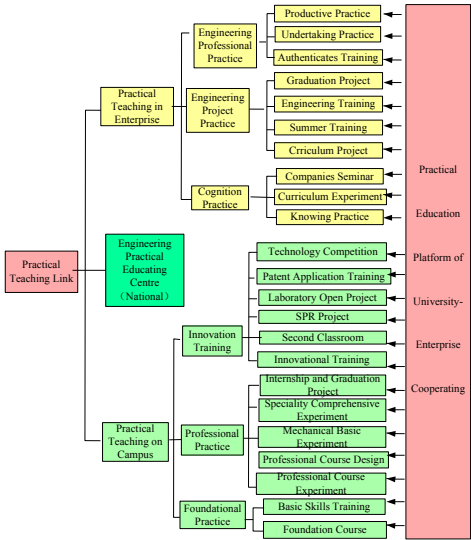 Practical
Teaching Link
Practical
Teaching in
Enterprise
Engineering
Practical
Educating
Centre
（National）
Practical
Teaching on
Campus
Engineering
Professional
Practice
Engineering
Project
Practice
Cognition
Practice
Innovation
Training
Professional
Practice
Foundational
Practice
Productive Practice
Undertaking Practice
Authenticates Training
Graduation Project
Engineering Training
Summer Training
Crriculum Project
Companies Seminar
Curriculum Experiment
Knowing Practice
Technology Competition
Patent Application Training
Laboratory Open Project
SPR Project
Second Classroom
Innovational Training
Internship and Graduation
Project
Speciality Comprehensive
Experiment
Mechanical Basic
Experiment
Professional Course Design
Professional Course
Experiment
Basic Skills Training
Foundation Course
Practical
Education
Platform of
University-
Enterprise
Cooperating